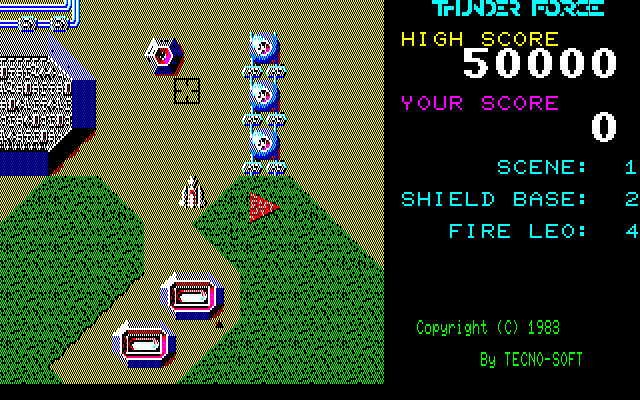 THUNDER FORCE
HIGH SCORE
50000
YOUR SCORE
0
SCENE: 1
SHIELD BASE: 2
FIRE LEO: 4
Copyright (C) 1983
By TECNO-SOFT